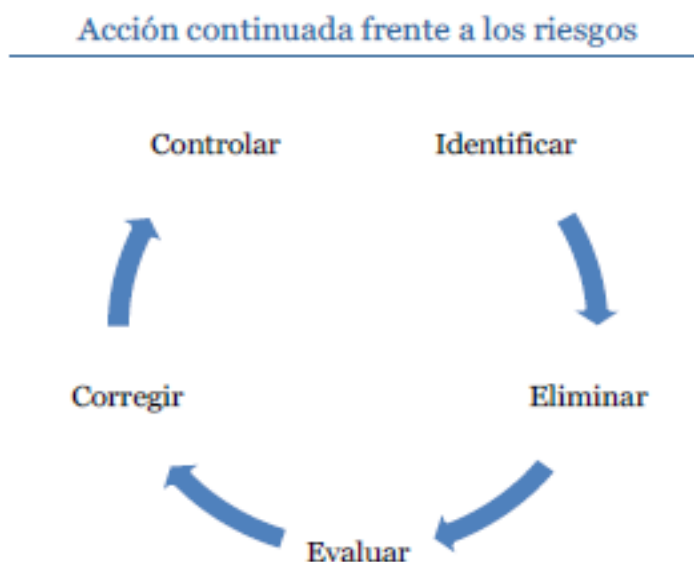 Acción continuada frente a los riesgos
Controlar
Identificar
Corregir
Eliminar
Evaluar